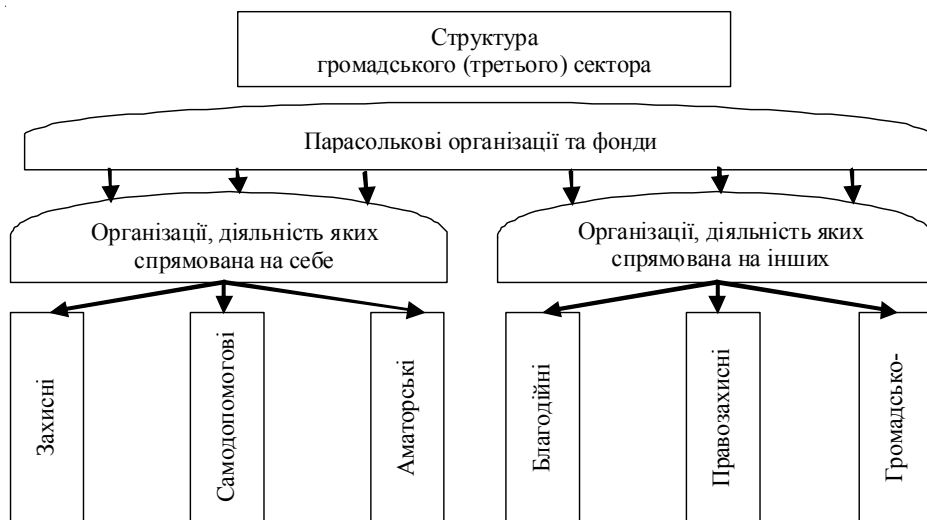 Структура
громадського (третього) сектора
Парасолькові організації та фонди
Організації, діяльність яких
спрямована на себе
Організації, діяльність яких
спрямована на інших
Захисні
Самодопомогові
Аматорські
Благодійні
Правозахисні
Громадсько-